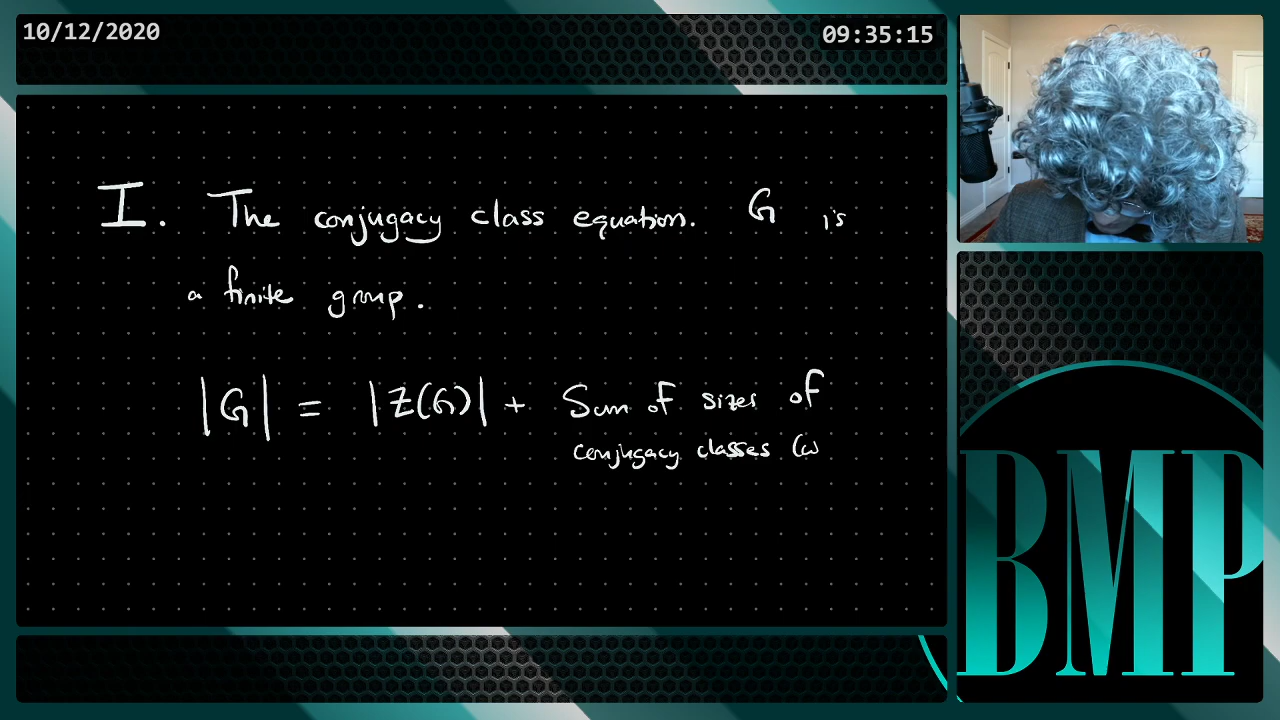 10/12/2020
09:35:15
I. The conjugacy class equation. G is
a finite group.
|G| = |Z(G)| + Sum of sizes of
conjugacy classes (w
BMP